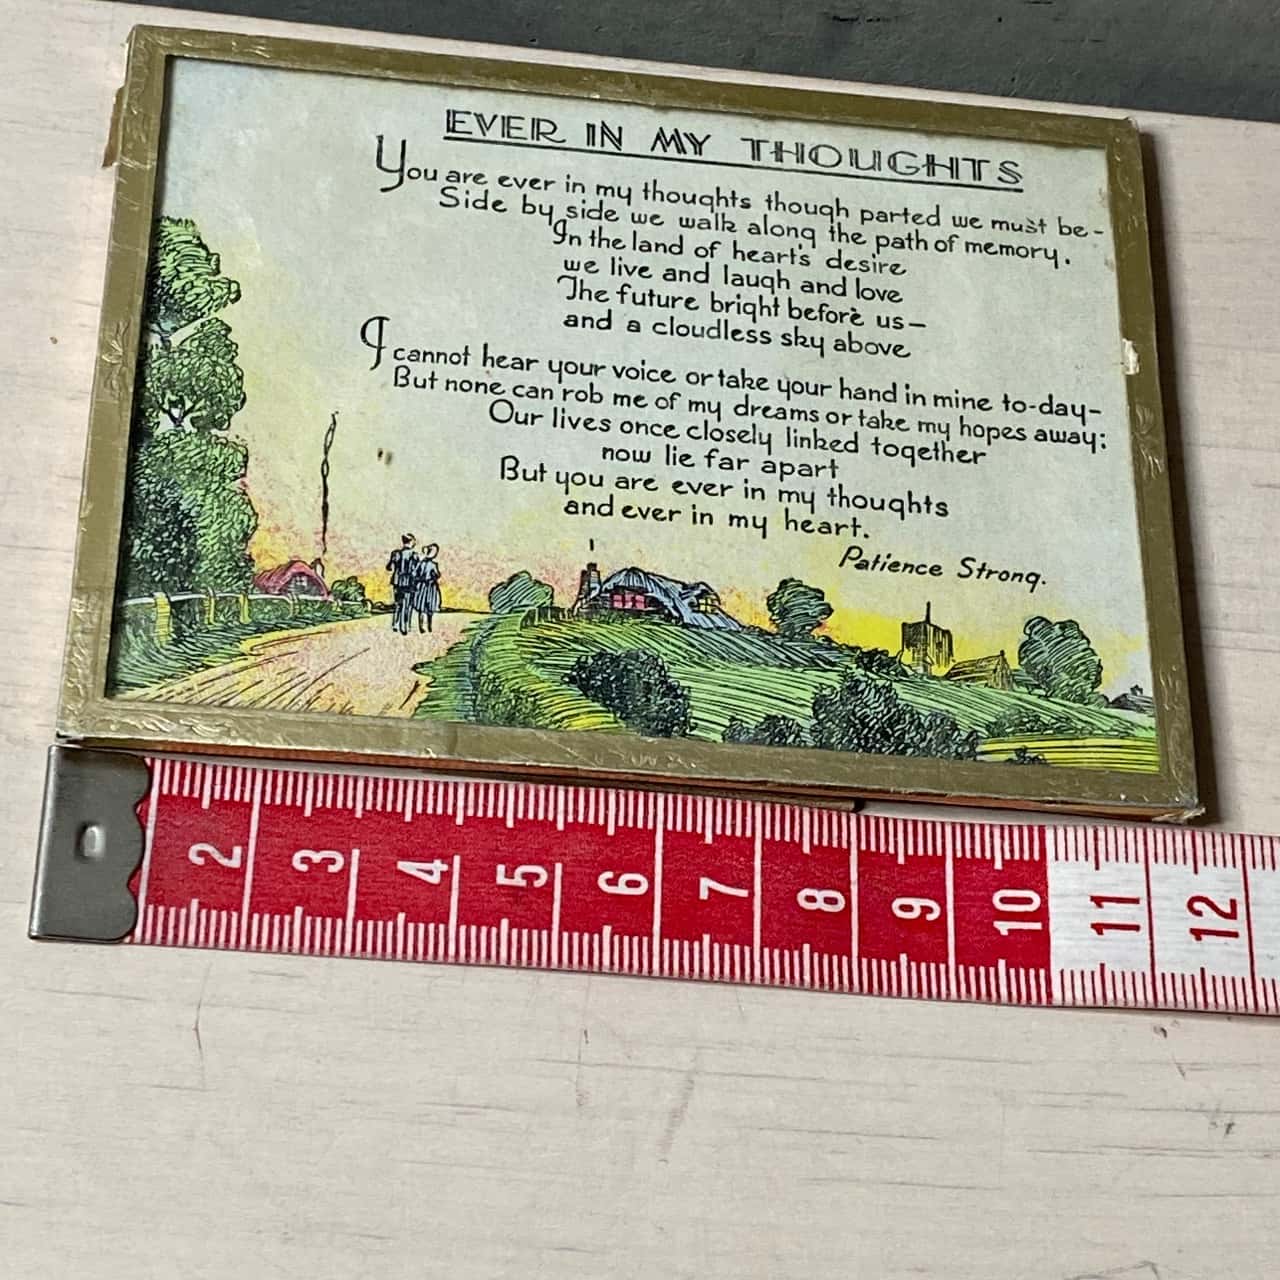 EVER IN MY THOUGHTS
You are ever in my thoughts though parted we must be-
Side by side we walk along the path of memory.
In the land of heart's desire
we live and laugh and love
The future bright before us-
and a cloudless sky above
I cannot hear your voice or take your hand in mine to-day-
But none can rob me of my dreams or take my hopes away:
Our lives once closely linked together
now lie far apart
But you are ever in my thoughts
and ever in my heart.
Patience Strong.
2 3 4 5 6 7 8 9 10 11 12